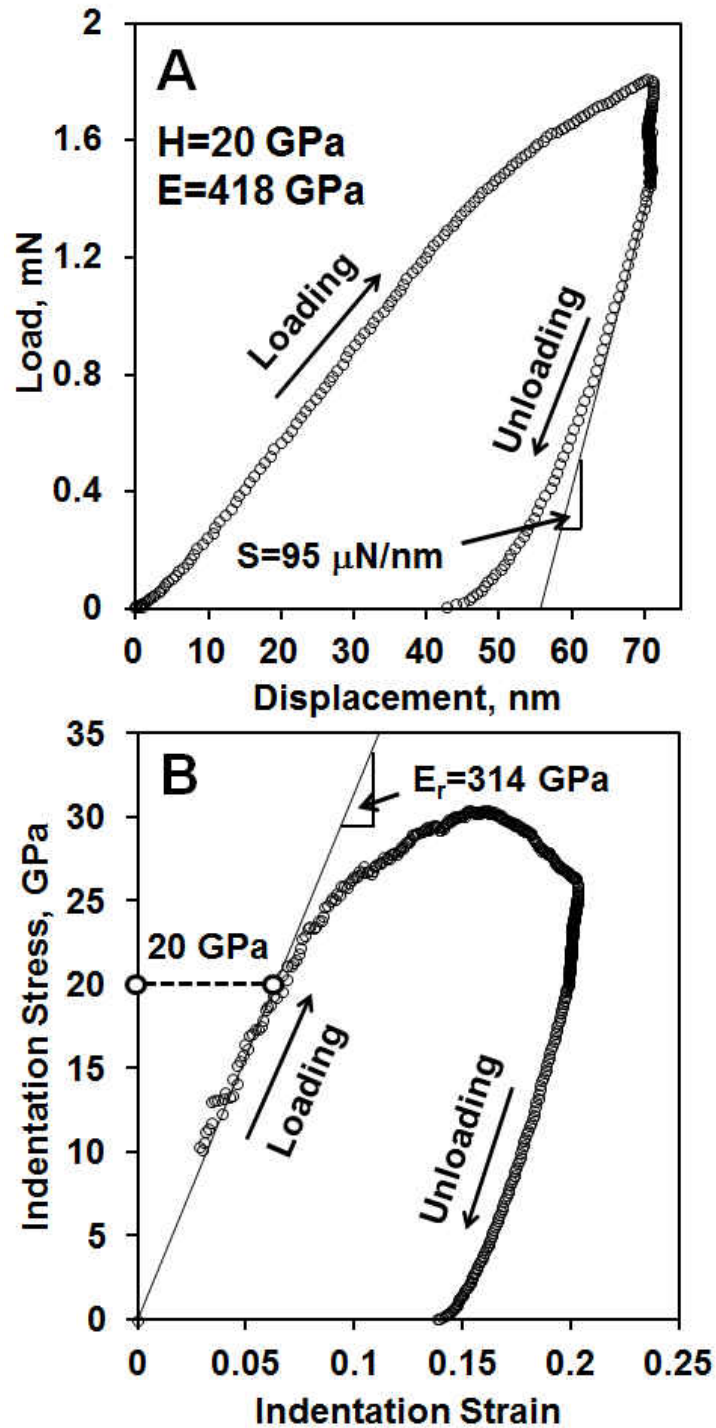 A
H=20 GPa
E=418 GPa
Load, mN
2
1.6
1.2
0.8
0.4
0
Loading
Unloading
S=95 μN/nm
0 10 20 30 40 50 60 70
Displacement, nm
B
Indentation Stress, GPa
35
30
25
20
15
10
5
0
Er=314 GPa
20 GPa
Loading
Unloading
0 0.05 0.1 0.15 0.2 0.25
Indentation Strain